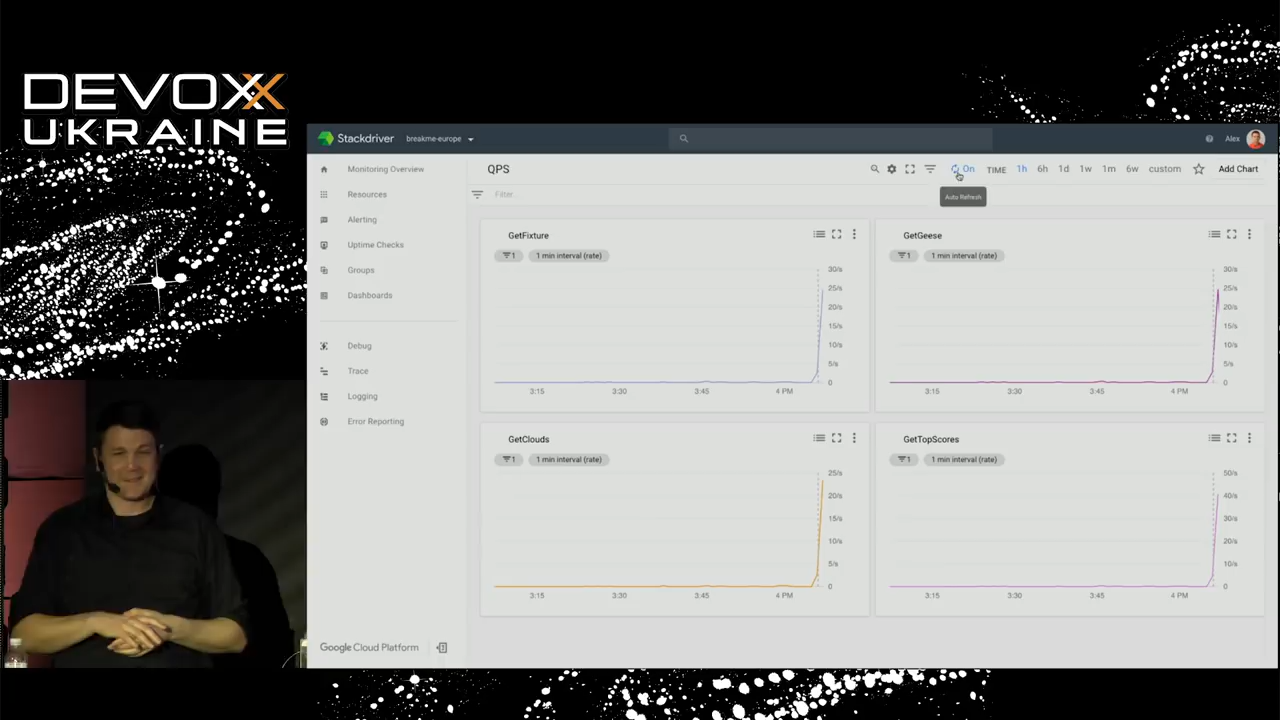 DEVOXX
UKRAINE
Stackdriver
breakme-europe
Alex
Monitoring Overview
Resources
Alerting
Uptime Checks
Groups
Dashboards
Debug
Trace
Logging
Error Reporting
Google Cloud Platform
QPS
On
TIME
1h
6h
1d
1w
1m
6w
custom
Add Chart
Filter...
Auto Refresh
GetFixture
1
1 min interval (rate)
30/s
25/s
20/s
15/s
10/s
5/s
0
3:15
3:30
3:45
4 PM
GetGeese
1
1 min interval (rate)
30/s
25/s
20/s
15/s
10/s
5/s
0
3:15
3:30
3:45
4 PM
GetClouds
1
1 min interval (rate)
25/s
20/s
15/s
10/s
5/s
0
3:15
3:30
3:45
4 PM
GetTopScores
1
1 min interval (rate)
50/s
40/s
30/s
20/s
10/s
0
3:15
3:30
3:45
4 PM